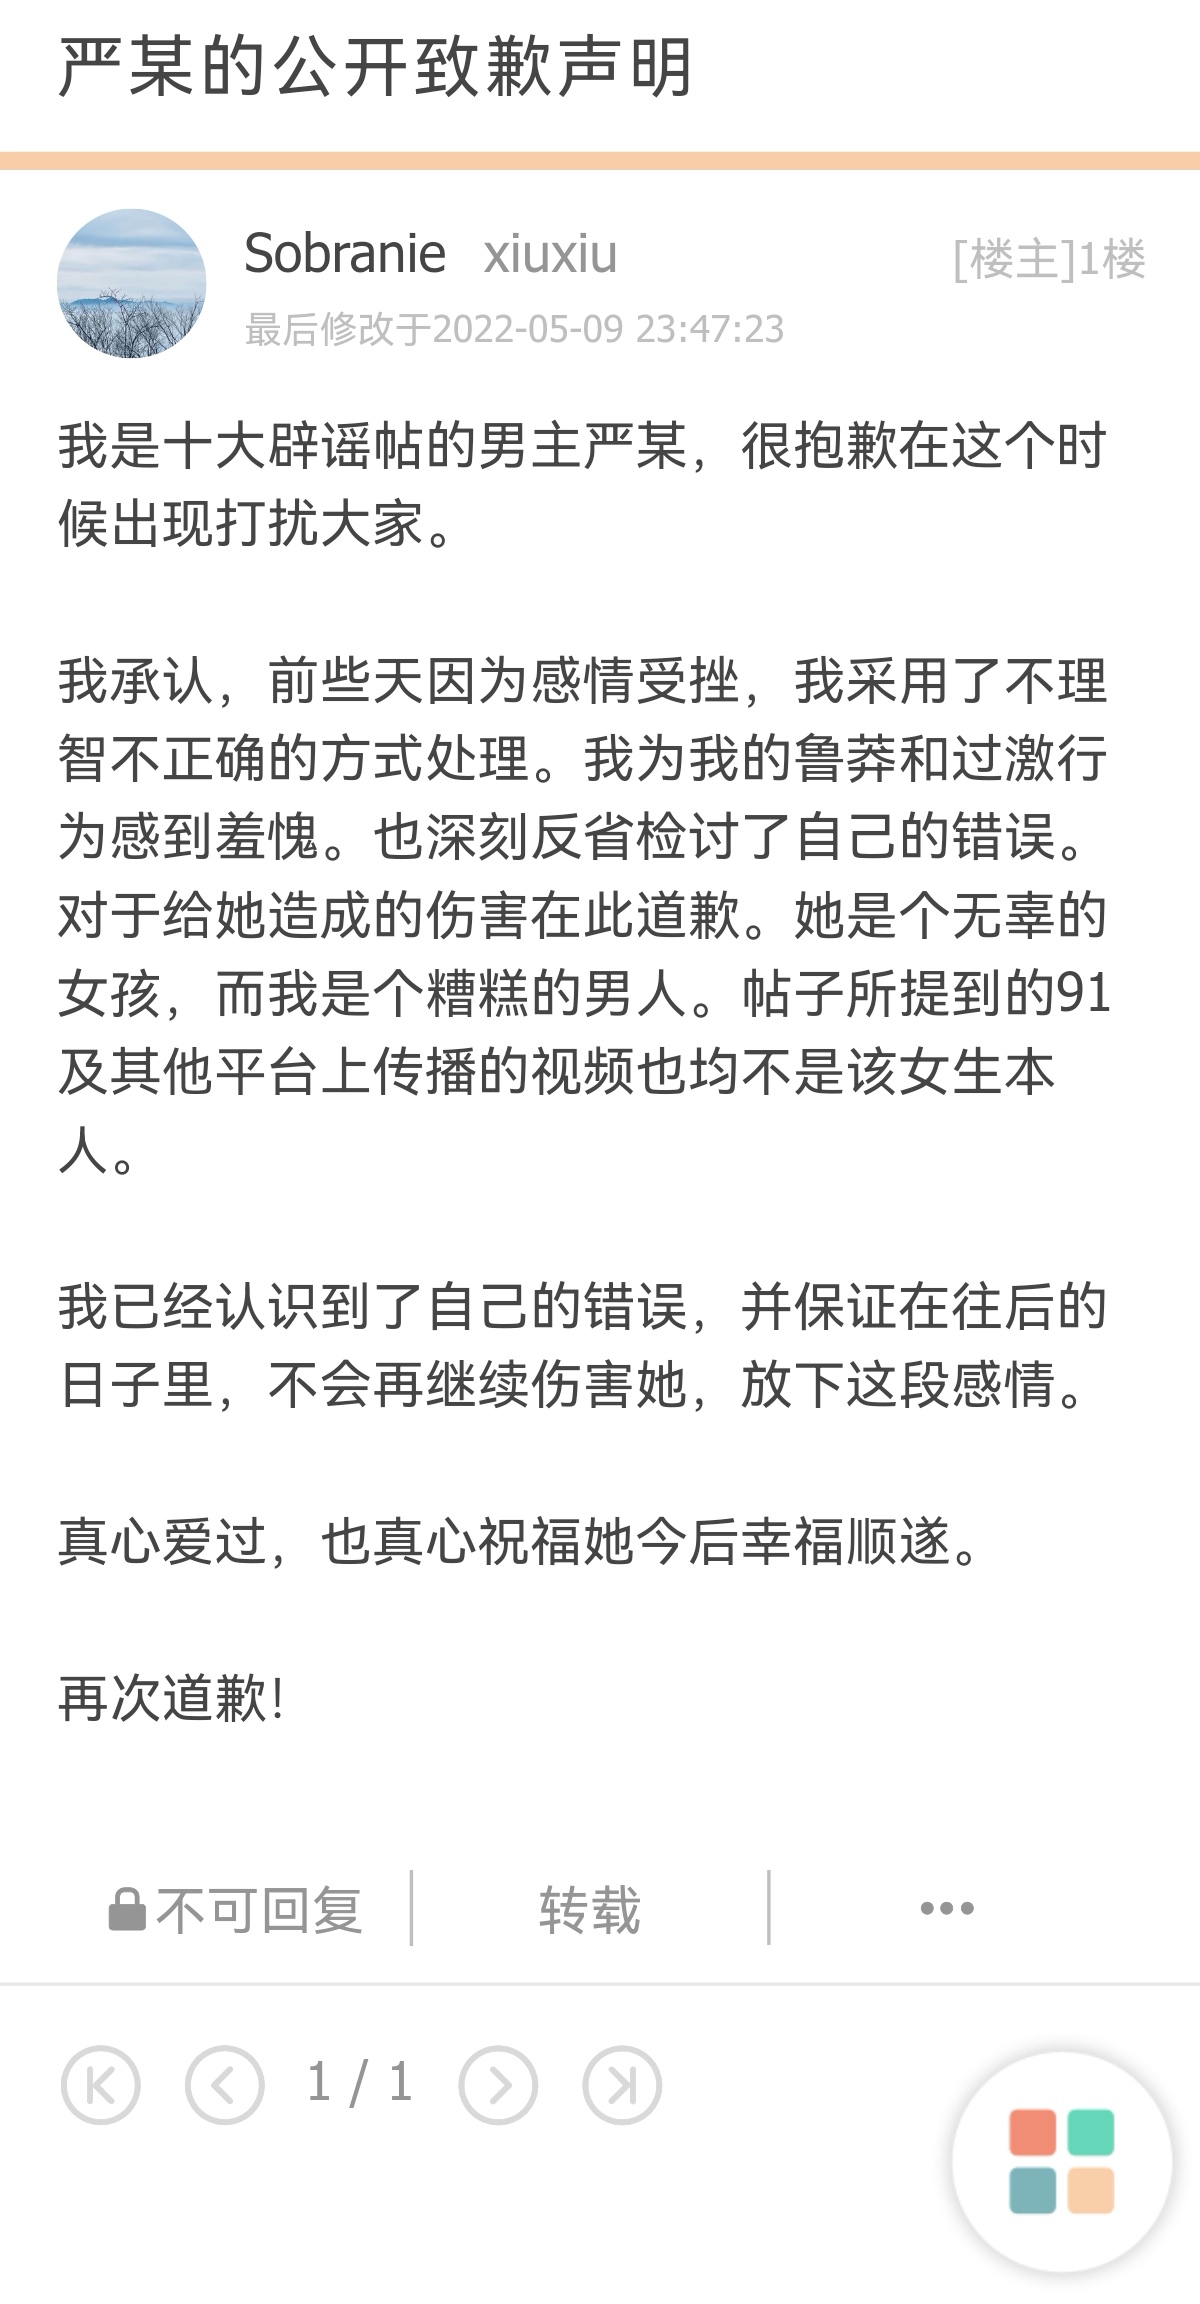 严某的公开致歉声明
Sobranie xiuxiu
[楼主]1楼
最后修改于2022-05-09 23:47:23
我是十大辟谣帖的男主严某，很抱歉在这个时
候出现打扰大家。
我承认，前些天因为感情受挫，我采用了不理
智不正确的方式处理。我为我的鲁莽和过激行
为感到羞愧。也深刻反省检讨了自己的错误。
对于给她造成的伤害在此道歉。她是个无辜的
女孩，而我是个糟糕的男人。帖子所提到的91
及其他平台上传播的视频也均不是该女生本
人。
我已经认识到了自己的错误，并保证在往后的
日子里，不会再继续伤害她，放下这段感情。
真心爱过，也真心祝福她今后幸福顺遂。
再次道歉！
不可回复
转载
1 / 1